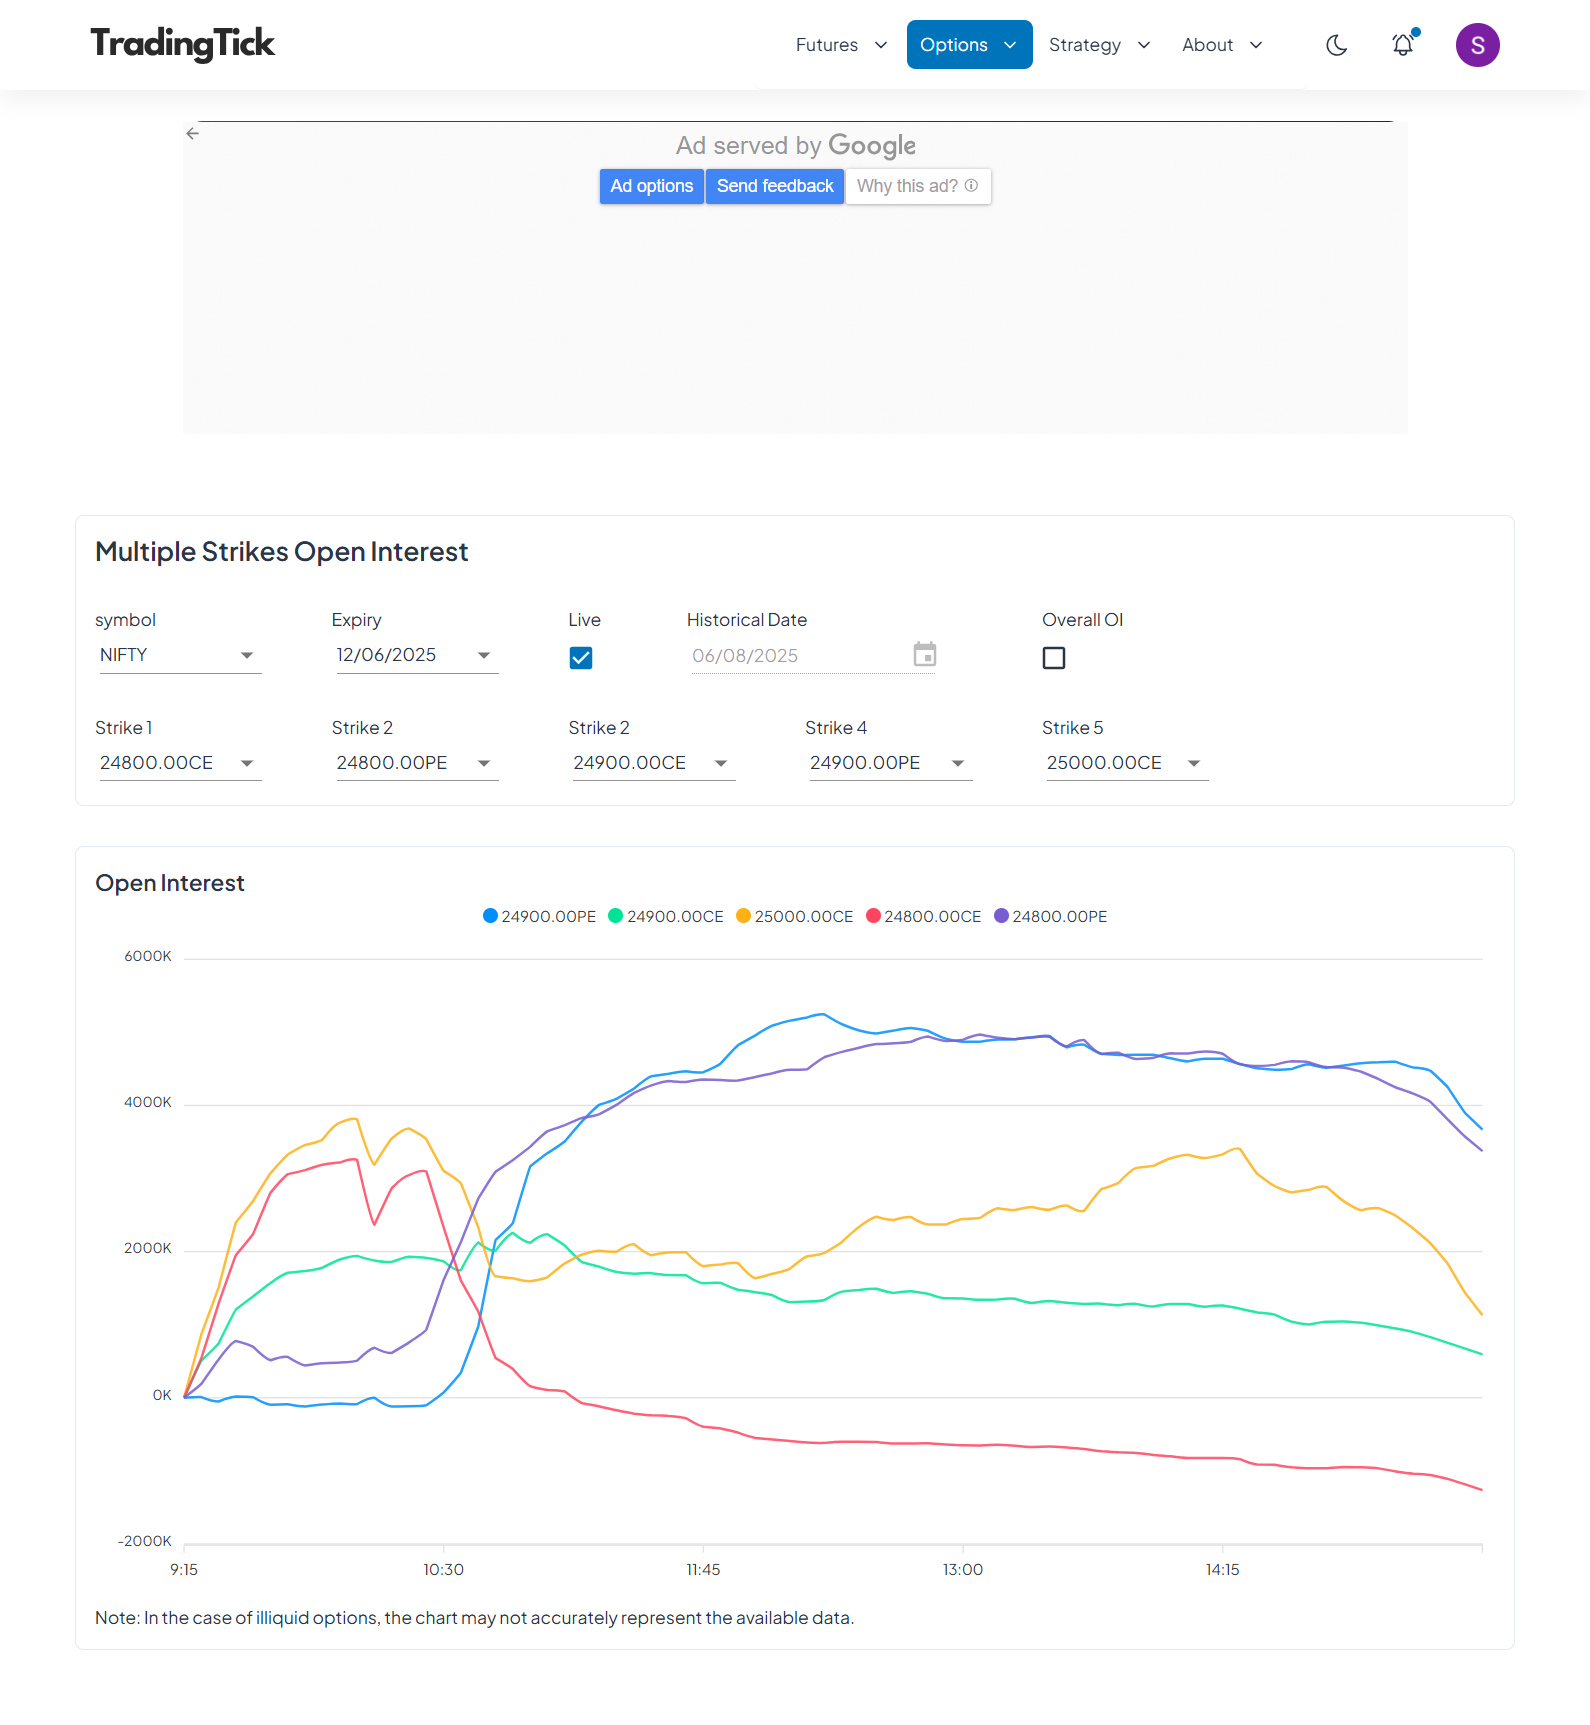 TradingTick
Futures Options Strategy About S
Ad served by Google
Ad options Send feedback Why this ad?
Multiple Strikes Open Interest
symbol Expiry Live Historical Date Overall OI
NIFTY 12/06/2025 06/08/2025
Strike 1 Strike 2 Strike 2 Strike 4 Strike 5
24800.00CE 24800.00PE 24900.00CE 24900.00PE 25000.00CE
Open Interest
24900.00PE 24900.00CE 25000.00CE 24800.00CE 24800.00PE
6000K
4000K
2000K
0K
-2000K
9:15 10:30 11:45 13:00 14:15
Note: In the case of illiquid options, the chart may not accurately represent the available data.